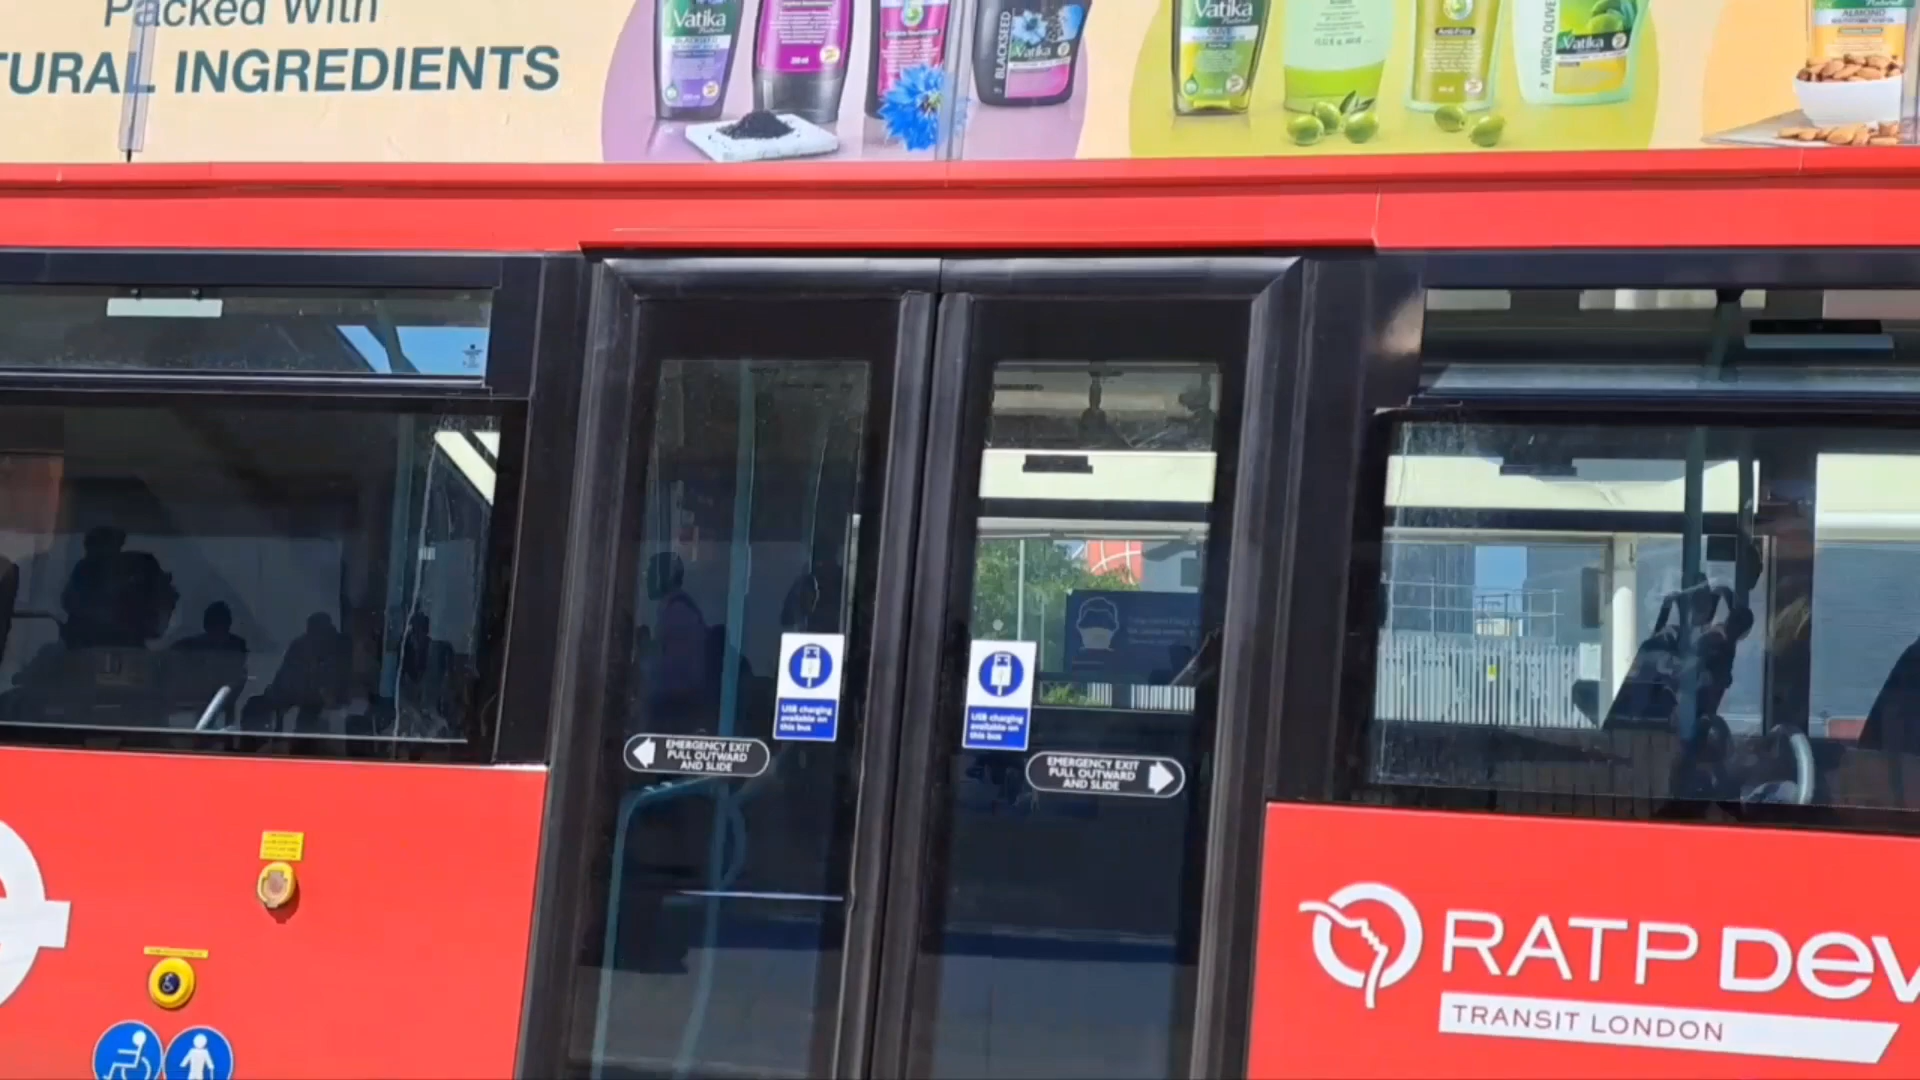 Packed With
TURAL INGREDIENTS
Vatika
BLACKSEED
BLACKSEED
Vatika
Vatika
OLIVE
VIRGIN OLIVE
Vatika
ALMOND
USB charging
available on
this bus
USB charging
available on
this bus
EMERGENCY EXIT
PULL OUTWARD
AND SLIDE
EMERGENCY EXIT
PULL OUTWARD
AND SLIDE
RATP Dev
TRANSIT LONDON